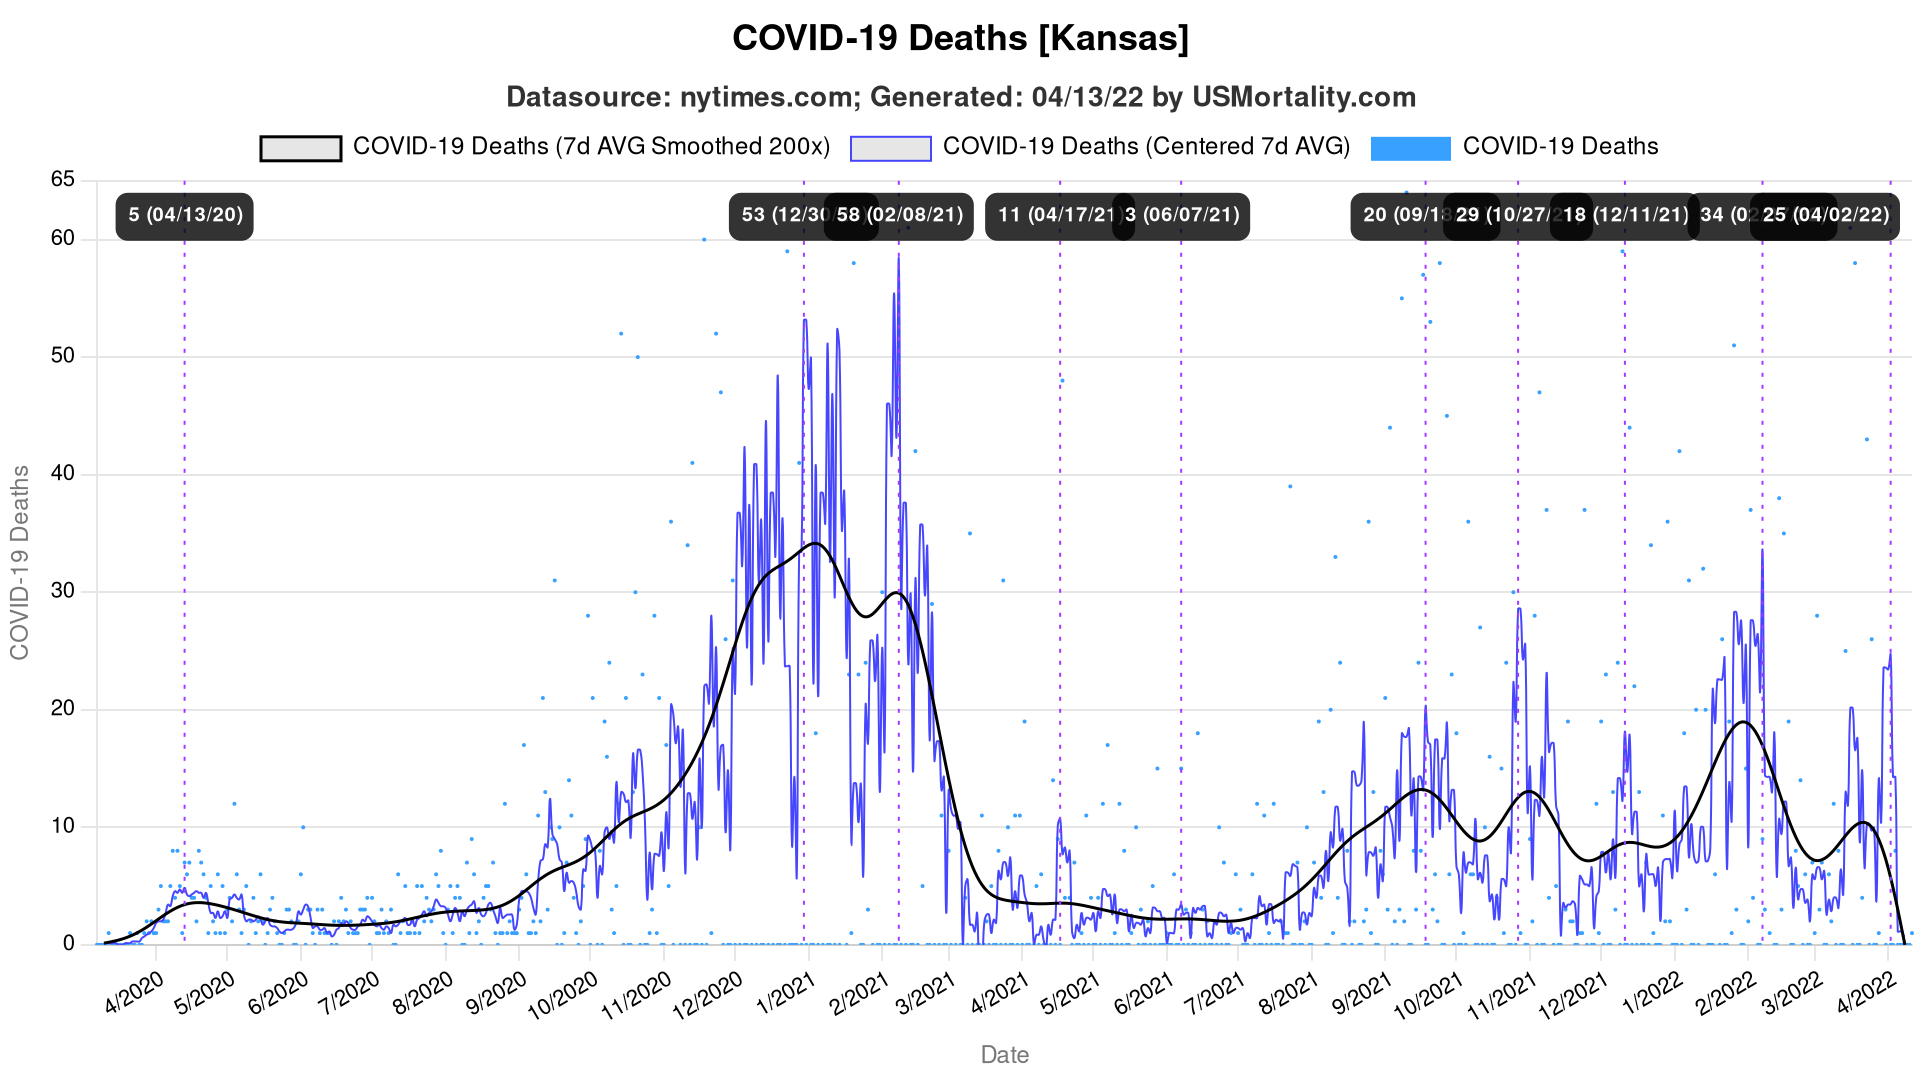 COVID-19 Deaths [Kansas]
Datasource: nytimes.com; Generated: 04/13/22 by USMortality.com
COVID-19 Deaths (7d AVG Smoothed 200x) COVID-19 Deaths (Centered 7d AVG) COVID-19 Deaths
65
60
50
40
30
20
10
0
COVID-19 Deaths
5 (04/13/20) 53 (12/30 58 (02/08/21) 11 (04/17/21) 3 (06/07/21) 20 (09/18 29 (10/27/2 18 (12/11/21) 34 (02 25 (04/02/22)
4/2020 5/2020 6/2020 7/2020 8/2020 9/2020 10/2020 11/2020 12/2020 1/2021 2/2021 3/2021 4/2021 5/2021 6/2021 7/2021 8/2021 9/2021 10/2021 11/2021 12/2021 1/2022 2/2022 3/2022 4/2022
Date